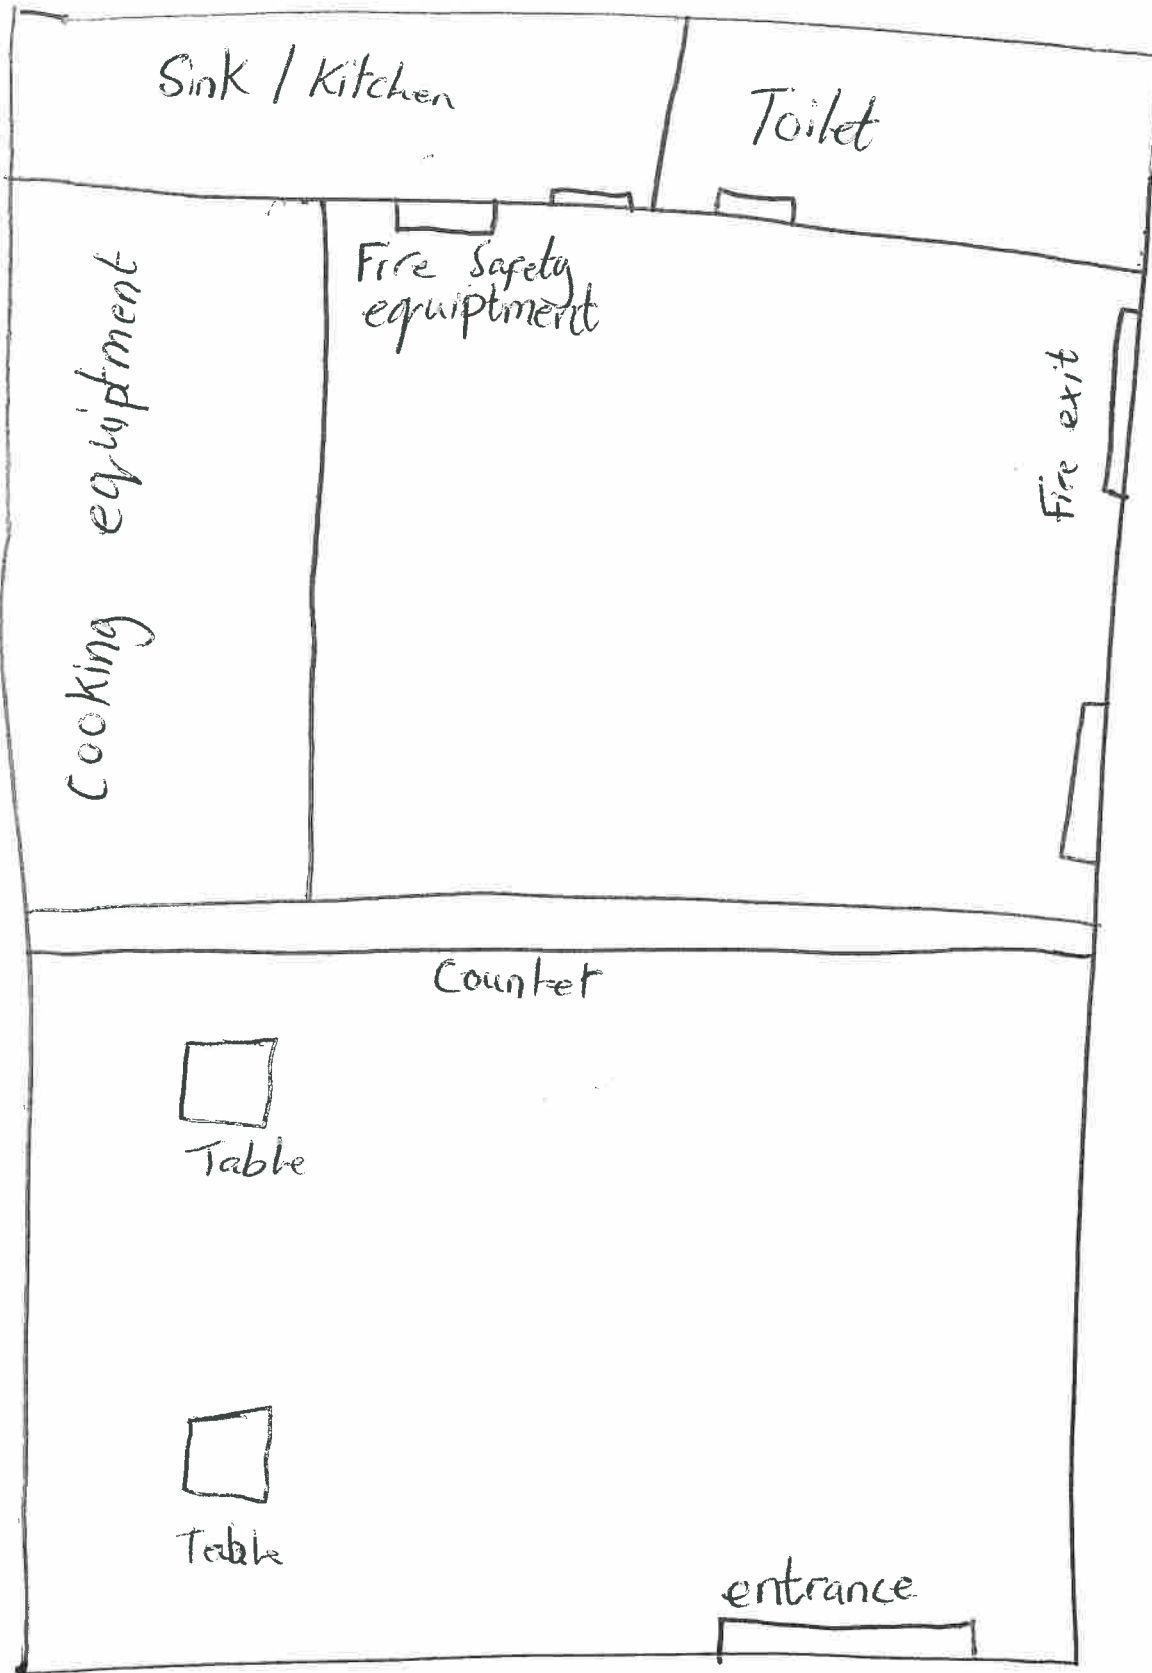 Sink / Kitchen
Toilet
Fire Safety
equiptment
Cooking equiptment
Fire exit
Counter
Table
Table
entrance